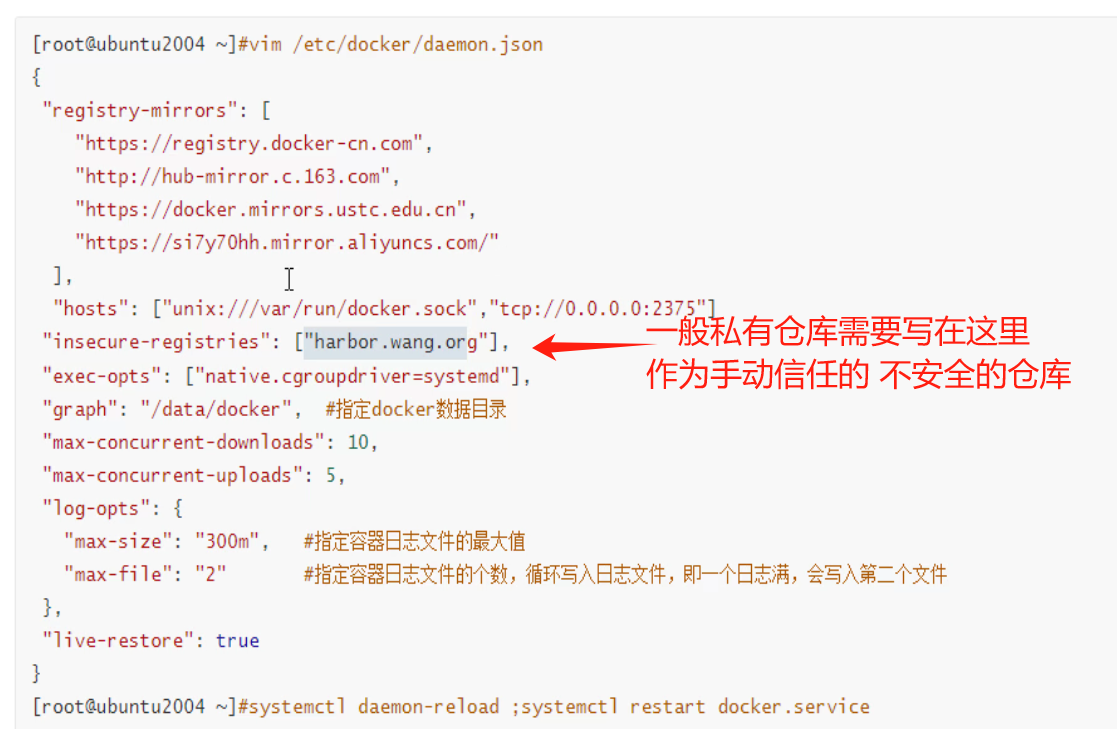 [root@ubuntu2004 ~]#vim /etc/docker/daemon.json
{
"registry-mirrors": [
"https://registry.docker-cn.com",
"http://hub-mirror.c.163.com",
"https://docker.mirrors.ustc.edu.cn",
"https://si7y70hh.mirror.aliyuncs.com/"
],
"hosts": ["unix:///var/run/docker.sock","tcp://0.0.0.0:2375"]
"insecure-registries": ["harbor.wang.org"],
一般私有仓库需要写在这里
作为手动信任的 不安全的仓库
"exec-opts": ["native.cgroupdriver=systemd"],
"graph": "/data/docker", #指定docker数据目录
"max-concurrent-downloads": 10,
"max-concurrent-uploads": 5,
"log-opts": {
"max-size": "300m", #指定容器日志文件的最大值
"max-file": "2" #指定容器日志文件的个数，循环写入日志文件，即一个日志满，会写入第二个文件
},
"live-restore": true
}
[root@ubuntu2004 ~]#systemctl daemon-reload ;systemctl restart docker.service